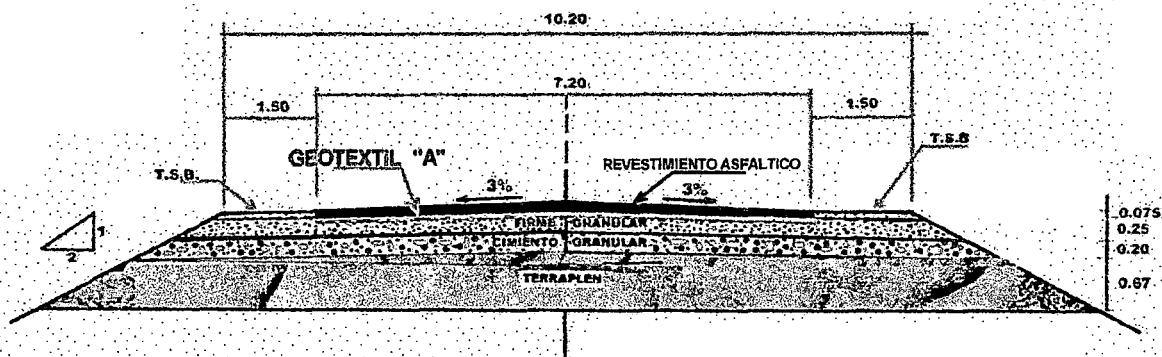 10.20
7.20
1.50
1.50
GEOTEXTIL "A"
REVESTIMIENTO ASFALTICO
T.S.B.
T.S.B
3%
3%
FIRME GRANULAR
CIMIENTO GRANULAR
TERRAPLEN
1
2
0.075
0.25
0.20
0.67